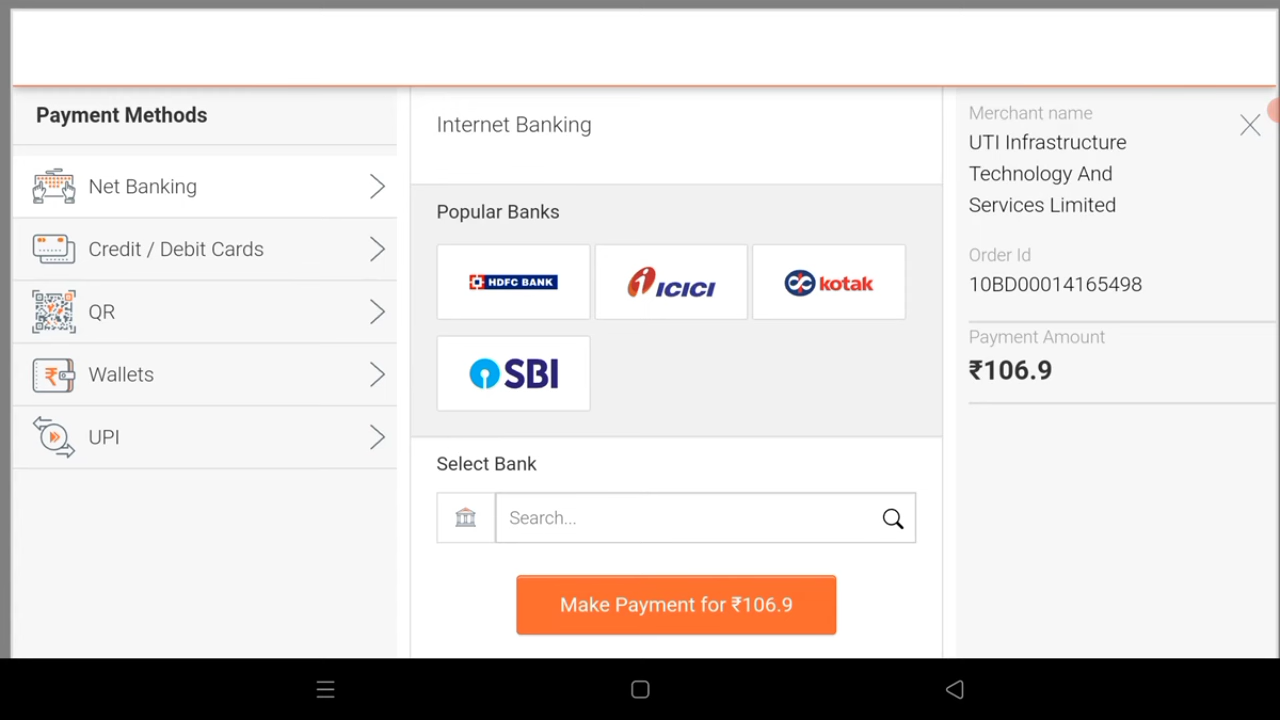 Payment Methods
Net Banking
Credit / Debit Cards
QR
Wallets
UPI
Internet Banking
Popular Banks
HDFC BANK
ICICI
kotak
SBI
Select Bank
Search...
Make Payment for ₹106.9
Merchant name
UTI Infrastructure
Technology And
Services Limited
Order Id
10BD00014165498
Payment Amount
₹106.9